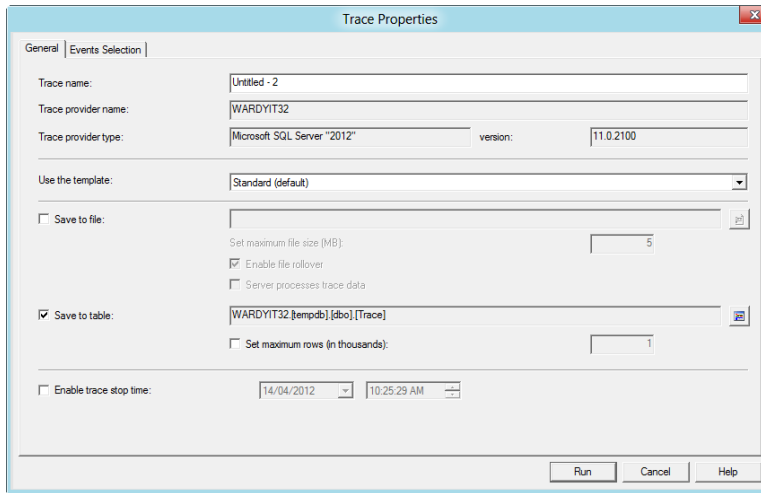 Trace Properties
General Events Selection
Trace name: Untitled - 2
Trace provider name: WARDYIT32
Trace provider type: Microsoft SQL Server "2012" version: 11.0.2100
Use the template: Standard (default)
Save to file:
Set maximum file size (MB): 5
Enable file rollover
Server processes trace data
Save to table: WARDYIT32.[tempdb].[dbo].[Trace]
Set maximum rows (in thousands): 1
Enable trace stop time: 14/04/2012 10:25:29 AM
Run Cancel Help